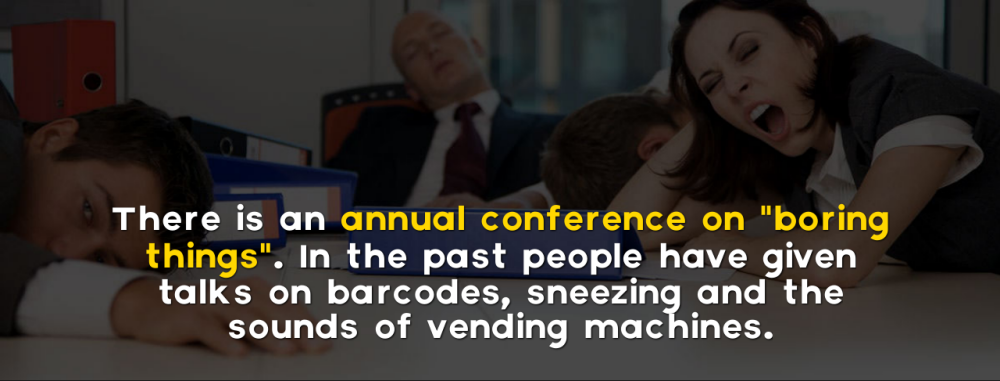 There is an annual conference on "boring
things". In the past people have given
talks on barcodes, sneezing and the
sounds of vending machines.